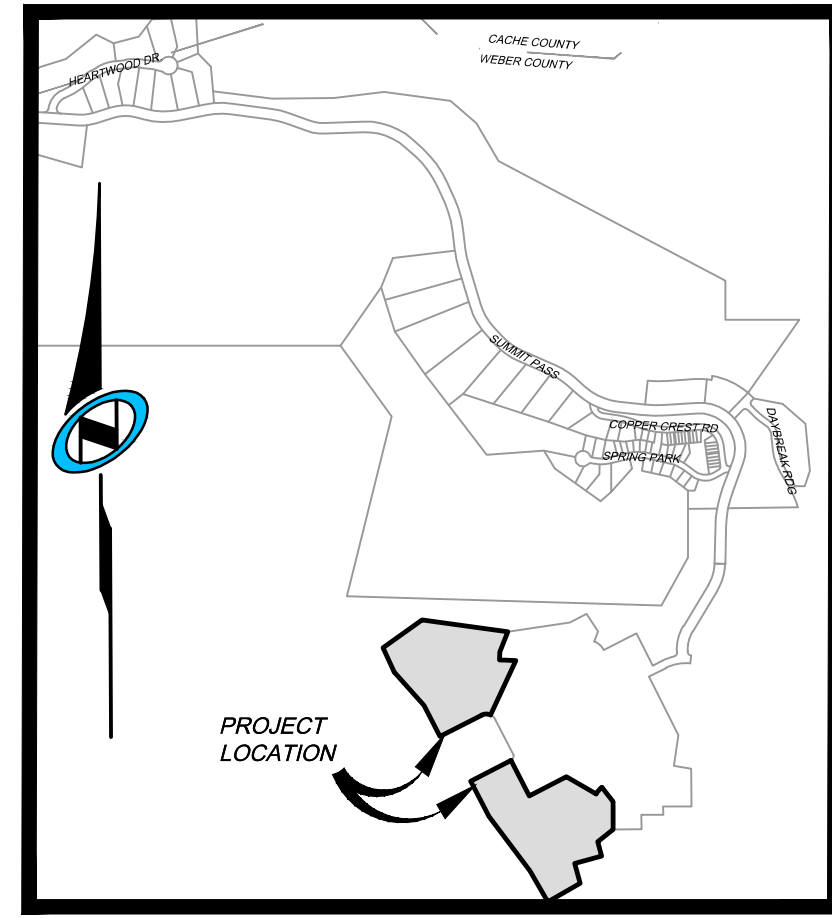 CACHE COUNTY
WEBER COUNTY
HEARTWOOD DR
SUMMIT PASS
COPPER CREST RD
SPRING PARK
DAYBREAK RDG
PROJECT
LOCATION